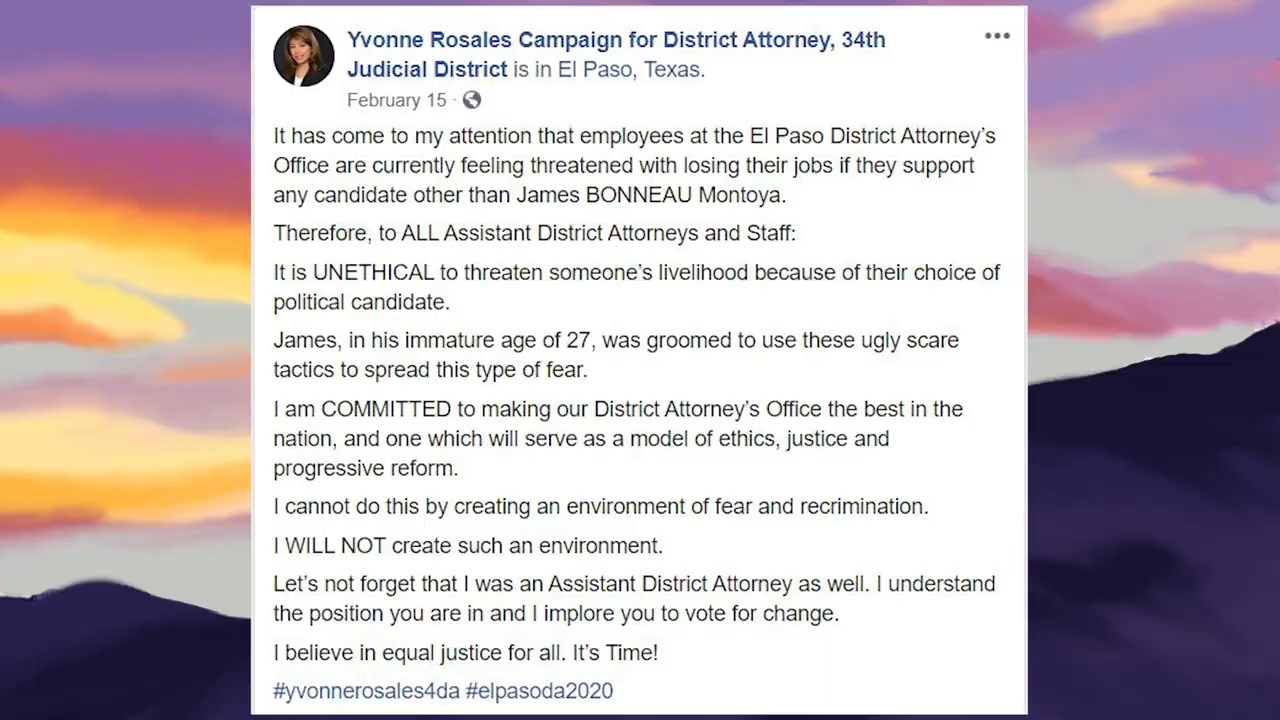 Yvonne Rosales Campaign for District Attorney, 34th
Judicial District is in El Paso, Texas.
February 15 ·
It has come to my attention that employees at the El Paso District Attorney’s
Office are currently feeling threatened with losing their jobs if they support
any candidate other than James BONNEAU Montoya.
Therefore, to ALL Assistant District Attorneys and Staff:
It is UNETHICAL to threaten someone’s livelihood because of their choice of
political candidate.
James, in his immature age of 27, was groomed to use these ugly scare
tactics to spread this type of fear.
I am COMMITTED to making our District Attorney’s Office the best in the
nation, and one which will serve as a model of ethics, justice and
progressive reform.
I cannot do this by creating an environment of fear and recrimination.
I WILL NOT create such an environment.
Let’s not forget that I was an Assistant District Attorney as well. I understand
the position you are in and I implore you to vote for change.
I believe in equal justice for all. It’s Time!
#yvonnerosales4da #elpasoda2020